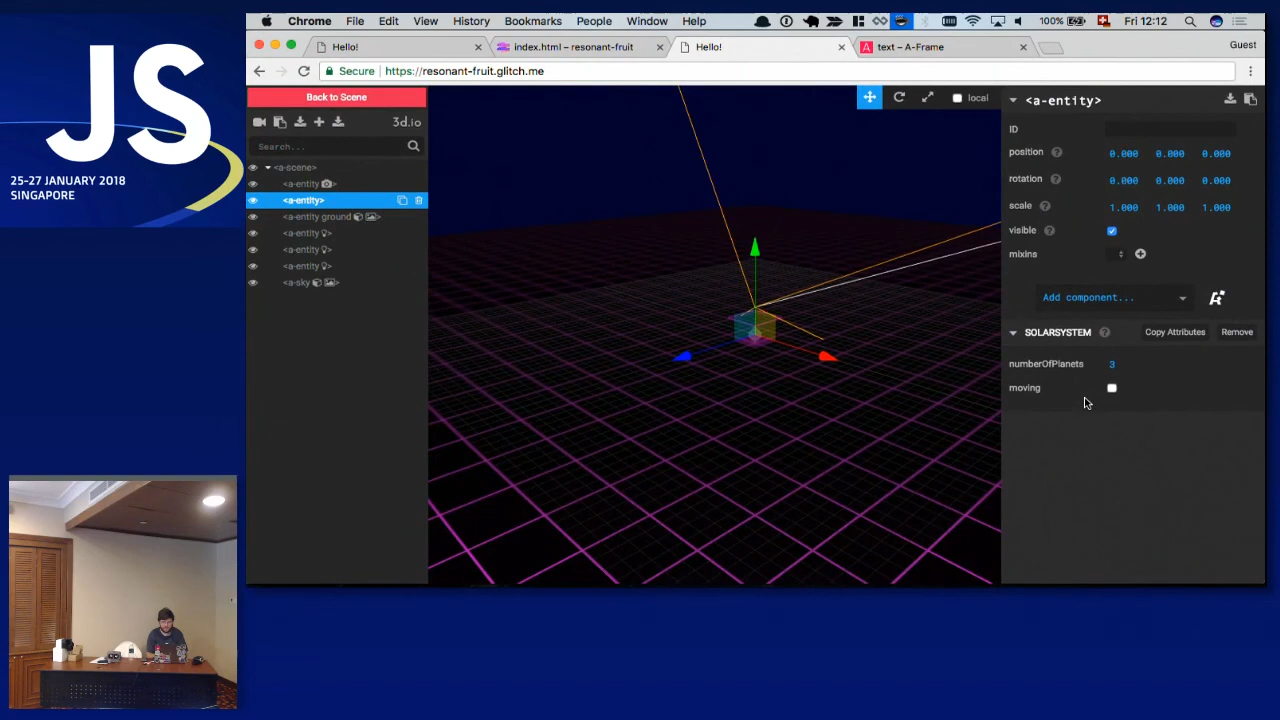 JS
25-27 JANUARY 2018
SINGAPORE
Chrome File Edit View History Bookmarks People Window Help
100% Fri 12:12
Hello!
index.html – resonant-fruit
Hello!
text – A-Frame
Guest
Secure https://resonant-fruit.glitch.me
Back to Scene
3d.io
Search...
<a-scene>
<a-entity >
<a-entity>
<a-entity ground >
<a-entity >
<a-entity >
<a-entity >
<a-sky >
local
<a-entity>
ID
position ? 0.000 0.000 0.000
rotation ? 0.000 0.000 0.000
scale ? 1.000 1.000 1.000
visible ?
mixins
Add component...
SOLARSYSTEM ? Copy Attributes Remove
numberOfPlanets 3
moving